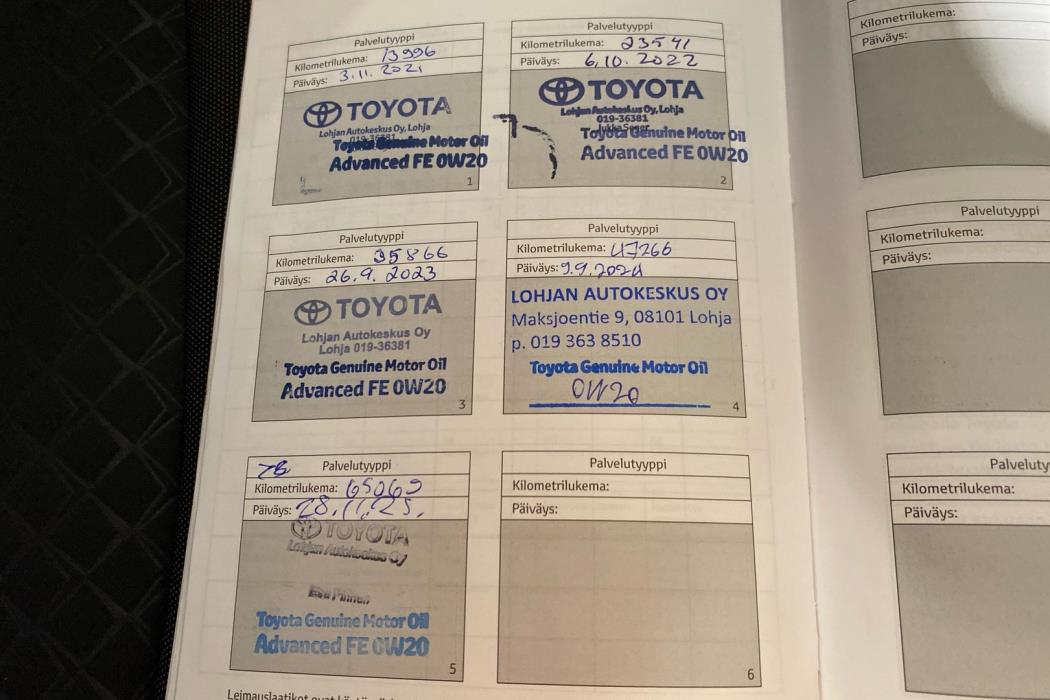 Palvelutyyppi
Kilometrilukema: 13996
Päiväys: 3.11.2021
TOYOTA
Lohjan Autokeskus Oy, Lohja
019-36381
Toyota Genuine Motor Oil
Advanced FE 0W20
1
Palvelutyyppi
Kilometrilukema: 23541
Päiväys: 6.10.2022
TOYOTA
Lohjan Autokeskus Oy, Lohja
019-36381
Toyota Genuine Motor Oil
Advanced FE 0W20
2
Palvelutyyppi
Kilometrilukema: 35866
Päiväys: 26.9.2023
TOYOTA
Lohjan Autokeskus Oy
Lohja 019-36381
Toyota Genuine Motor Oil
Advanced FE 0W20
3
Palvelutyyppi
Kilometrilukema: 47266
Päiväys: 9.9.2024
LOHJAN AUTOKESKUS OY
Maksjoentie 9, 08101 Lohja
p. 019 363 8510
Toyota Genuine Motor Oil
0W20
4
Palvelutyyppi
Kilometrilukema: 65069
Päiväys: 28.11.25.
TOYOTA
Lohjan Autokeskus Oy
Toyota Genuine Motor Oil
Advanced FE 0W20
5
Palvelutyyppi
Kilometrilukema:
Päiväys:
6
Kilometrilukema:
Päiväys:
Palvelutyyppi
Kilometrilukema:
Päiväys:
Palveluty
Kilometrilukema:
Päiväys: